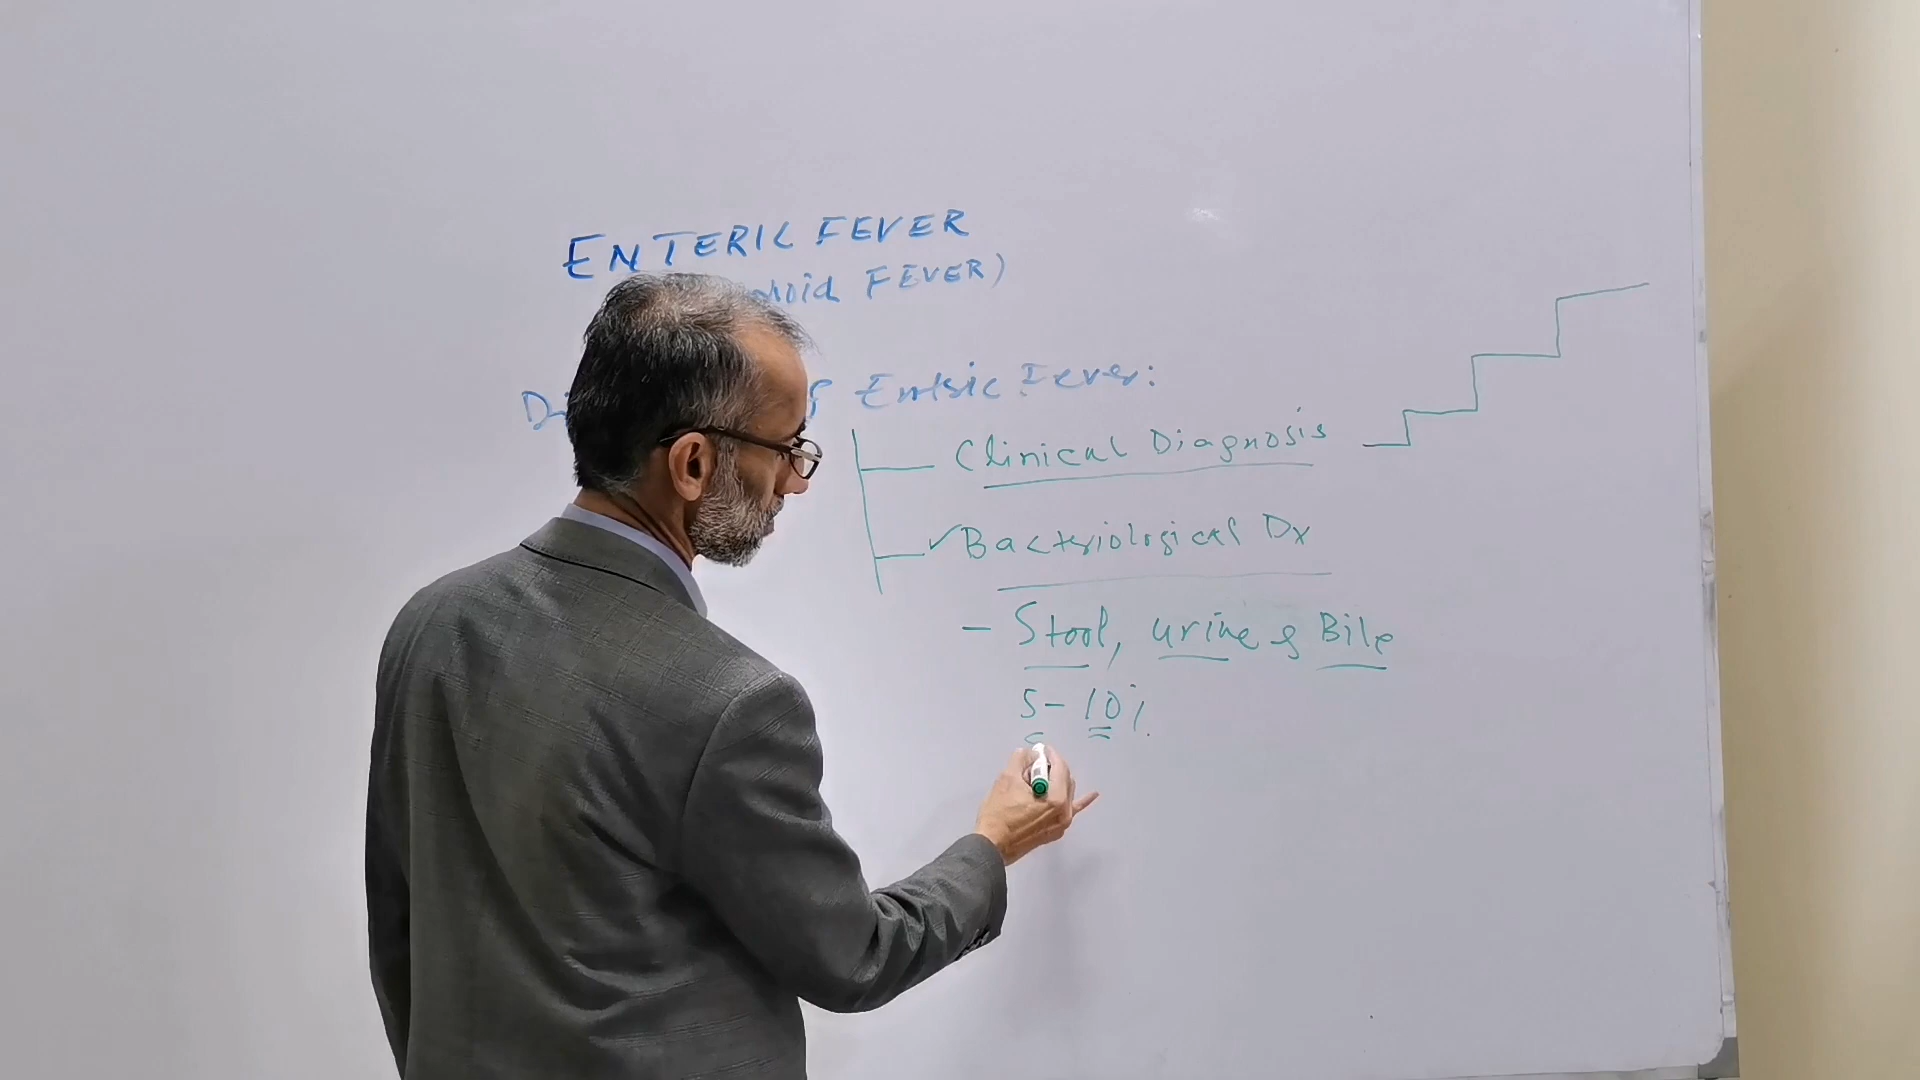 ENTERIC FEVER
FEVER)
Enteric Fever:
Clinical Diagnosis
✓Bacteriological Dx
- Stool, urine & Bile
5-10%